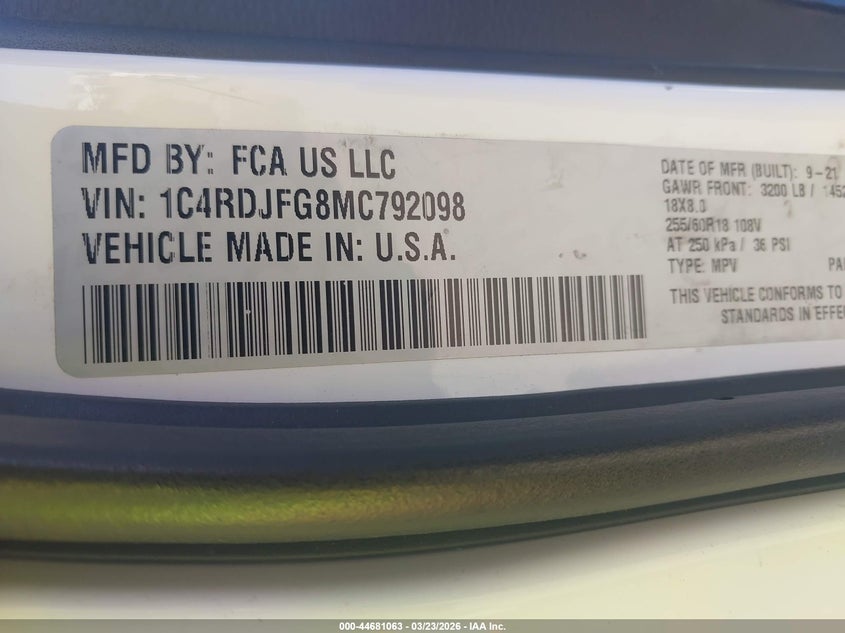 MFD BY: FCA US LLC
VIN: 1C4RDJFG8MC792098
VEHICLE MADE IN: U.S.A.
DATE OF MFR (BUILT): 9-21
GAWR FRONT: 3200 LB / 1452
18X8.0
255/60R18 108V
AT 250 kPa / 36 PSI
TYPE: MPV
THIS VEHICLE CONFORMS TO
STANDARDS IN
000-44681063 - 03/23/2026 - IAA Inc.